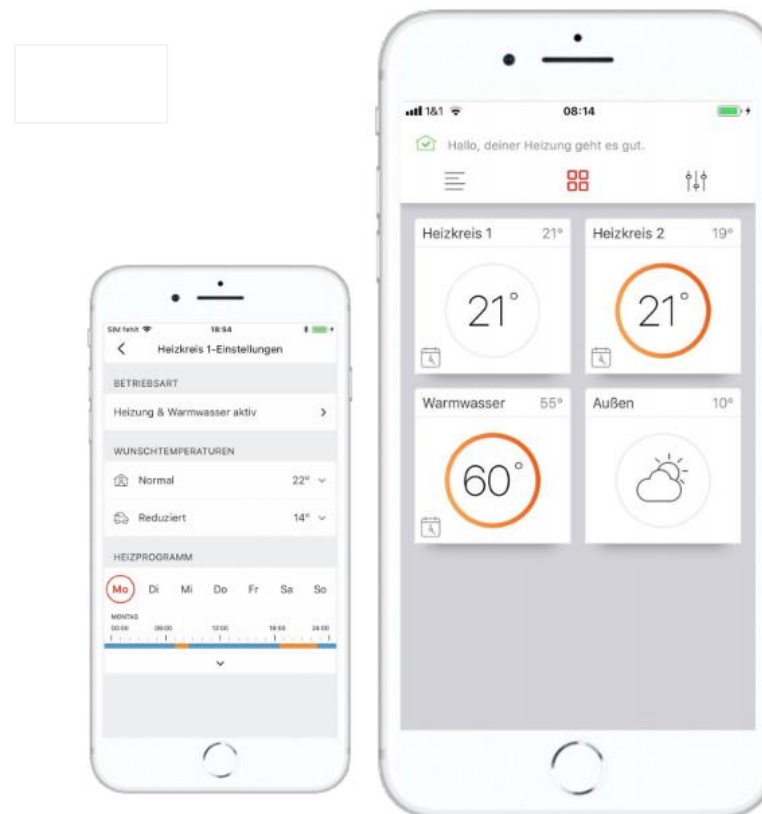 SIM fehlt 18:54
Heizkreis 1-Einstellungen
BETRIEBSART
Heizung & Warmwasser aktiv
WUNSCHTEMPERATUREN
Normal 22°
Reduziert 14°
HEIZPROGRAMM
Mo Di Mi Do Fr Sa So
MONTAG
00:00 06:00 12:00 18:00 24:00
1&1 08:14
Hallo, deiner Heizung geht es gut.
Heizkreis 1 21°
21°
Heizkreis 2 19°
21°
Warmwasser 55°
60°
Außen 10°